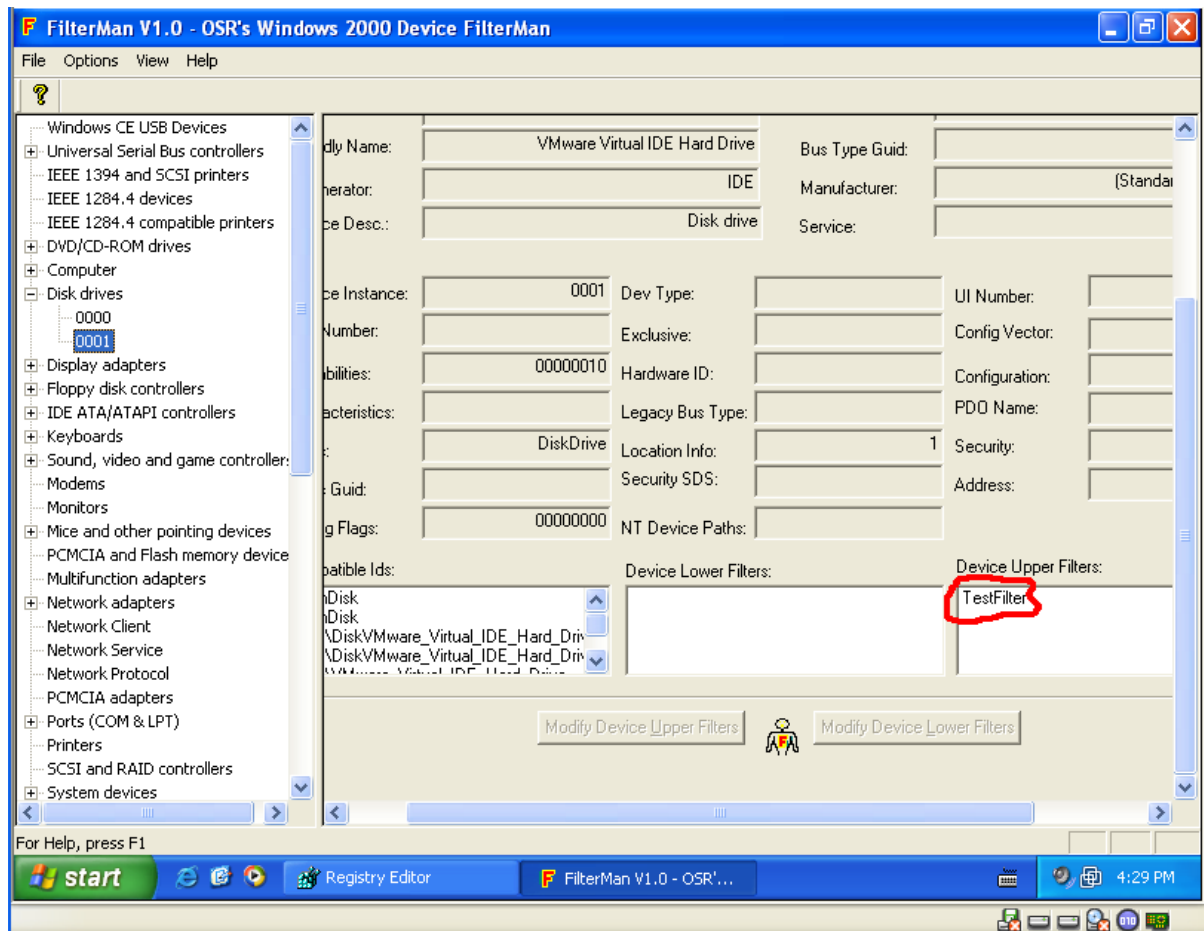 FilterMan V1.0 - OSR's Windows 2000 Device FilterMan
File Options View Help
Windows CE USB Devices
Universal Serial Bus controllers
IEEE 1394 and SCSI printers
IEEE 1284.4 devices
IEEE 1284.4 compatible printers
DVD/CD-ROM drives
Computer
Disk drives
0000
0001
Display adapters
Floppy disk controllers
IDE ATA/ATAPI controllers
Keyboards
Sound, video and game controller:
Modems
Monitors
Mice and other pointing devices
PCMCIA and Flash memory device
Multifunction adapters
Network adapters
Network Client
Network Service
Network Protocol
PCMCIA adapters
Ports (COM & LPT)
Printers
SCSI and RAID controllers
System devices
dly Name: VMware Virtual IDE Hard Drive Bus Type Guid:
nerator: IDE Manufacturer: (Standar
ce Desc.: Disk drive Service:
ce Instance: 0001 Dev Type: UI Number:
Number: Exclusive: Config Vector:
abilities: 00000010 Hardware ID: Configuration:
acteristics: Legacy Bus Type: PDO Name:
: DiskDrive Location Info: 1 Security:
Guid: Security SDS: Address:
g Flags: 00000000 NT Device Paths:
patible Ids: Device Lower Filters: Device Upper Filters:
nDisk TestFilter
nDisk
\DiskVMware_Virtual_IDE_Hard_Driv
\DiskVMware_Virtual_IDE_Hard_Driv
Modify Device Upper Filters Modify Device Lower Filters
For Help, press F1
start Registry Editor FilterMan V1.0 - OSR'... 4:29 PM